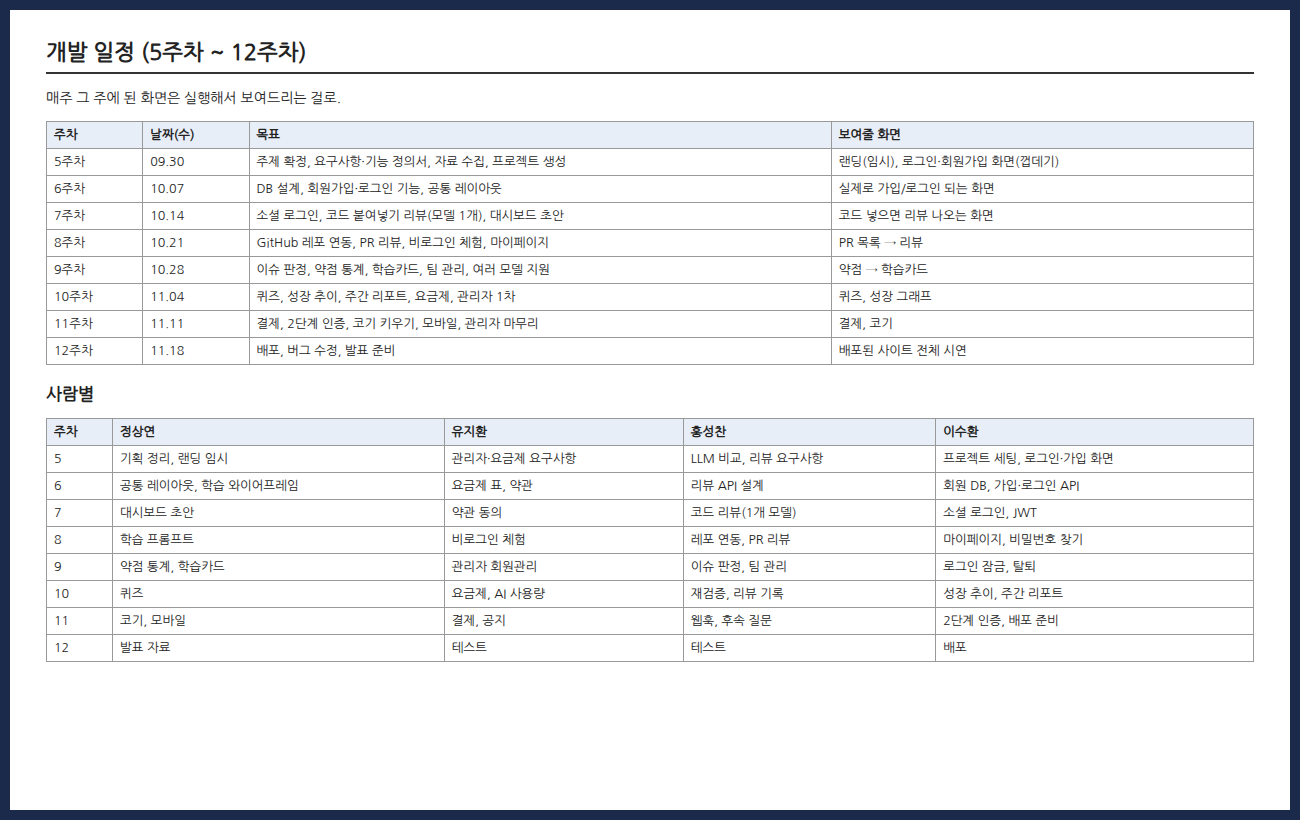 개발 일정 (5주차 ~ 12주차)
매주 그 주에 된 화면은 실행해서 보여드리는 걸로.
주차 날짜(수) 목표 보여줄 화면
5주차 09.30 주제 확정, 요구사항·기능 정의서, 자료 수집, 프로젝트 생성 랜딩(임시), 로그인·회원가입 화면(껍데기)
6주차 10.07 DB 설계, 회원가입·로그인 기능, 공통 레이아웃 실제로 가입/로그인 되는 화면
7주차 10.14 소셜 로그인, 코드 붙여넣기 리뷰(모델 1개), 대시보드 초안 코드 넣으면 리뷰 나오는 화면
8주차 10.21 GitHub 레포 연동, PR 리뷰, 비로그인 체험, 마이페이지 PR 목록 → 리뷰
9주차 10.28 이슈 판정, 약점 통계, 학습카드, 팀 관리, 여러 모델 지원 약점 → 학습카드
10주차 11.04 퀴즈, 성장 추이, 주간 리포트, 요금제, 관리자 1차 퀴즈, 성장 그래프
11주차 11.11 결제, 2단계 인증, 코기 키우기, 모바일, 관리자 마무리 결제, 코기
12주차 11.18 배포, 버그 수정, 발표 준비 배포된 사이트 전체 시연
사람별
주차 정상연 유지환 홍성찬 이수환
5 기획 정리, 랜딩 임시 관리자·요금제 요구사항 LLM 비교, 리뷰 요구사항 프로젝트 세팅, 로그인·가입 화면
6 공통 레이아웃, 학습 와이어프레임 요금제 표, 약관 리뷰 API 설계 회원 DB, 가입·로그인 API
7 대시보드 초안 약관 동의 코드 리뷰(1개 모델) 소셜 로그인, JWT
8 학습 프롬프트 비로그인 체험 레포 연동, PR 리뷰 마이페이지, 비밀번호 찾기
9 약점 통계, 학습카드 관리자 회원관리 이슈 판정, 팀 관리 로그인 잠금, 탈퇴
10 퀴즈 요금제, AI 사용량 재검증, 리뷰 기록 성장 추이, 주간 리포트
11 코기, 모바일 결제, 공지 웹훅, 후속 질문 2단계 인증, 배포 준비
12 발표 자료 테스트 테스트 배포